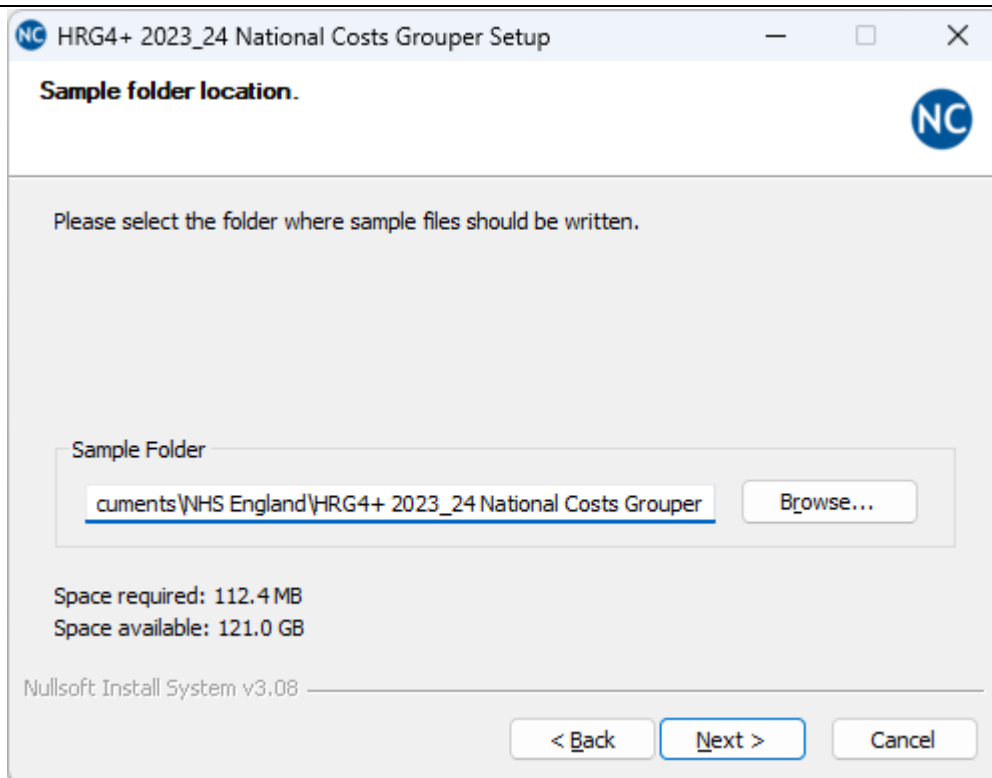 NC HRG4+ 2023_24 National Costs Grouper Setup
Sample folder location.
NC
Please select the folder where sample files should be written.
Sample Folder
cuments\NHS England\HRG4+ 2023_24 National Costs Grouper
Browse...
Space required: 112.4 MB
Space available: 121.0 GB
Nullsoft Install System v3.08
< Back
Next >
Cancel